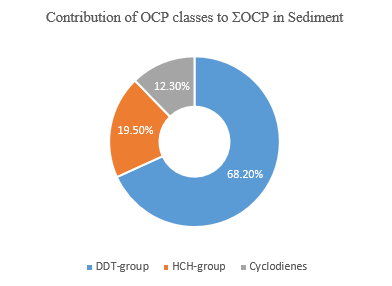 Contribution of OCP classes to ΣOCP in Sediment
12.30%
19.50%
68.20%
DDT-group HCH-group Cyclodienes